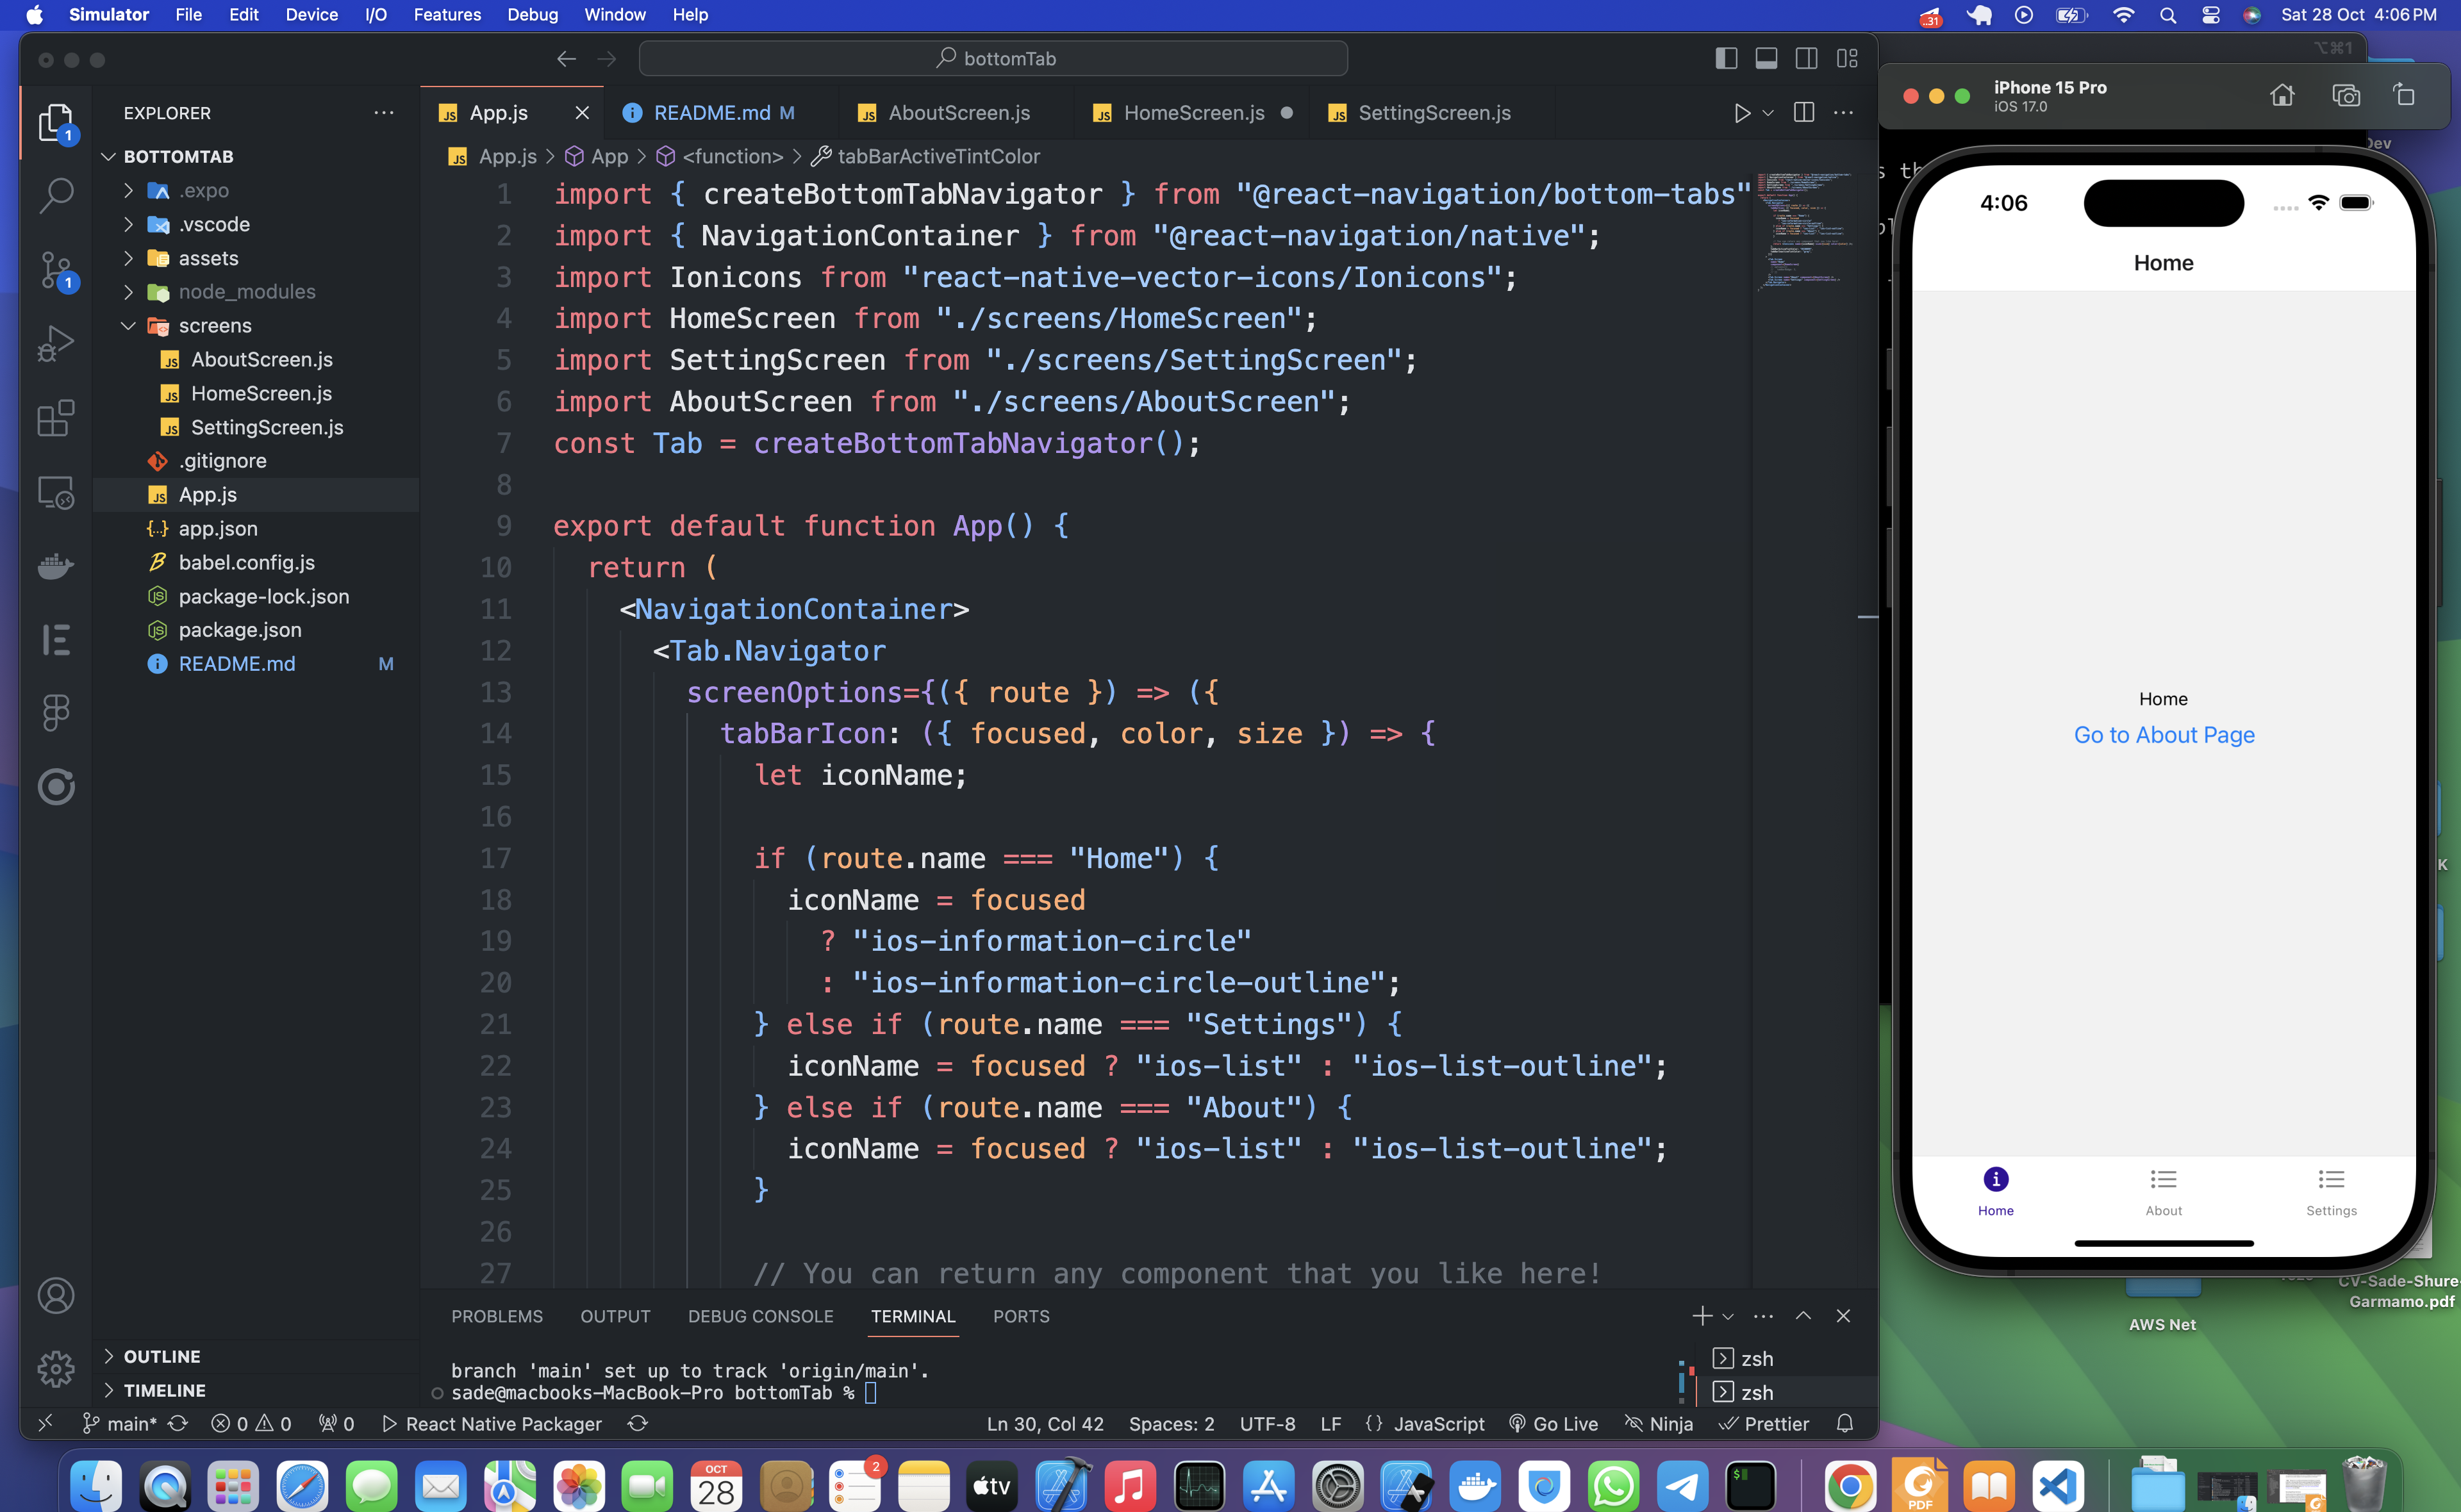 Simulator File Edit Device I/O Features Debug Window Help
..31 Sat 28 Oct 4:06 PM
bottomTab
⌥⌘1
EXPLORER
BOTTOMTAB
.expo
.vscode
assets
node_modules
screens
AboutScreen.js
HomeScreen.js
SettingScreen.js
.gitignore
App.js
app.json
babel.config.js
package-lock.json
package.json
README.md M
OUTLINE
TIMELINE
1
1
App.js README.md M AboutScreen.js HomeScreen.js SettingScreen.js
App.js > App > <function> > tabBarActiveTintColor
1 import { createBottomTabNavigator } from "@react-navigation/bottom-tabs"
2 import { NavigationContainer } from "@react-navigation/native";
3 import Ionicons from "react-native-vector-icons/Ionicons";
4 import HomeScreen from "./screens/HomeScreen";
5 import SettingScreen from "./screens/SettingScreen";
6 import AboutScreen from "./screens/AboutScreen";
7 const Tab = createBottomTabNavigator();
8
9 export default function App() {
10 return (
11 <NavigationContainer>
12 <Tab.Navigator
13 screenOptions={({ route }) => ({
14 tabBarIcon: ({ focused, color, size }) => {
15 let iconName;
16
17 if (route.name === "Home") {
18 iconName = focused
19 ? "ios-information-circle"
20 : "ios-information-circle-outline";
21 } else if (route.name === "Settings") {
22 iconName = focused ? "ios-list" : "ios-list-outline";
23 } else if (route.name === "About") {
24 iconName = focused ? "ios-list" : "ios-list-outline";
25 }
26
27 // You can return any component that you like here!
PROBLEMS OUTPUT DEBUG CONSOLE TERMINAL PORTS
branch 'main' set up to track 'origin/main'.
sade@macbooks-MacBook-Pro bottomTab %
zsh
zsh
main* 0 0 0 React Native Packager
Ln 30, Col 42 Spaces: 2 UTF-8 LF {} JavaScript Go Live Ninja Prettier
iPhone 15 Pro
iOS 17.0
4:06
Home
Home
Go to About Page
Home About Settings
Dev
K
CV-Sade-Shure-
Garmamo.pdf
AWS Net
OCT
28
2
tv
$
PDF